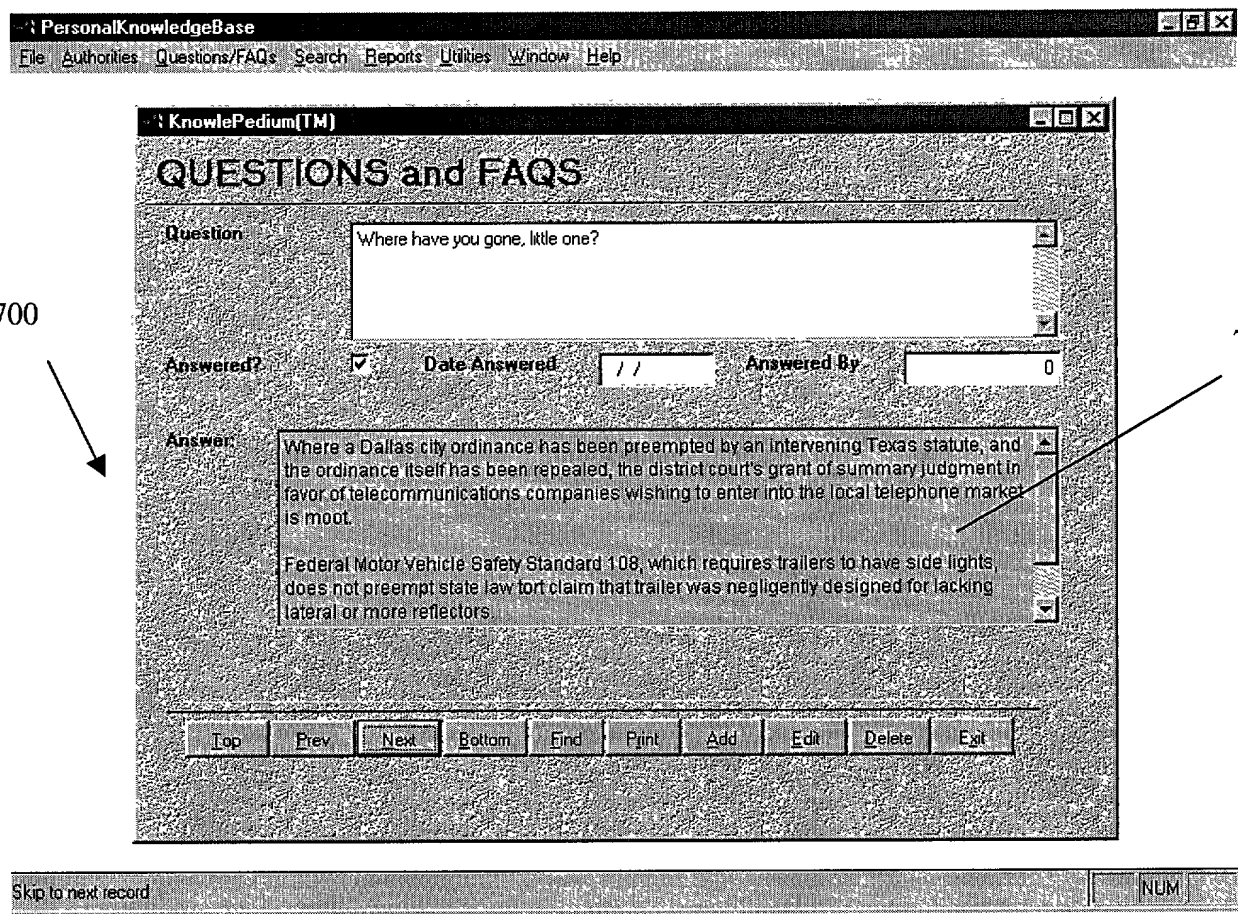 PersonalKnowledgeBase
File Authorities Questions/FAQs Search Reports Utilities Window Help
KnowlePedium(TM)
QUESTIONS and FAQS
Question
Where have you gone, little one?
700
Answered? Date Answered / / Answered By 0
Answer:
Where a Dallas city ordinance has been preempted by an intervening Texas statute, and
the ordinance itself has been repealed, the district court's grant of summary judgment in
favor of telecommunications companies wishing to enter into the local telephone market
is moot.
Federal Motor Vehicle Safety Standard 108, which requires trailers to have side lights,
does not preempt state law tort claim that trailer was negligently designed for lacking
lateral or more reflectors.
Top Prev Next Bottom Find Print Add Edit Delete Exit
Skip to next record NUM